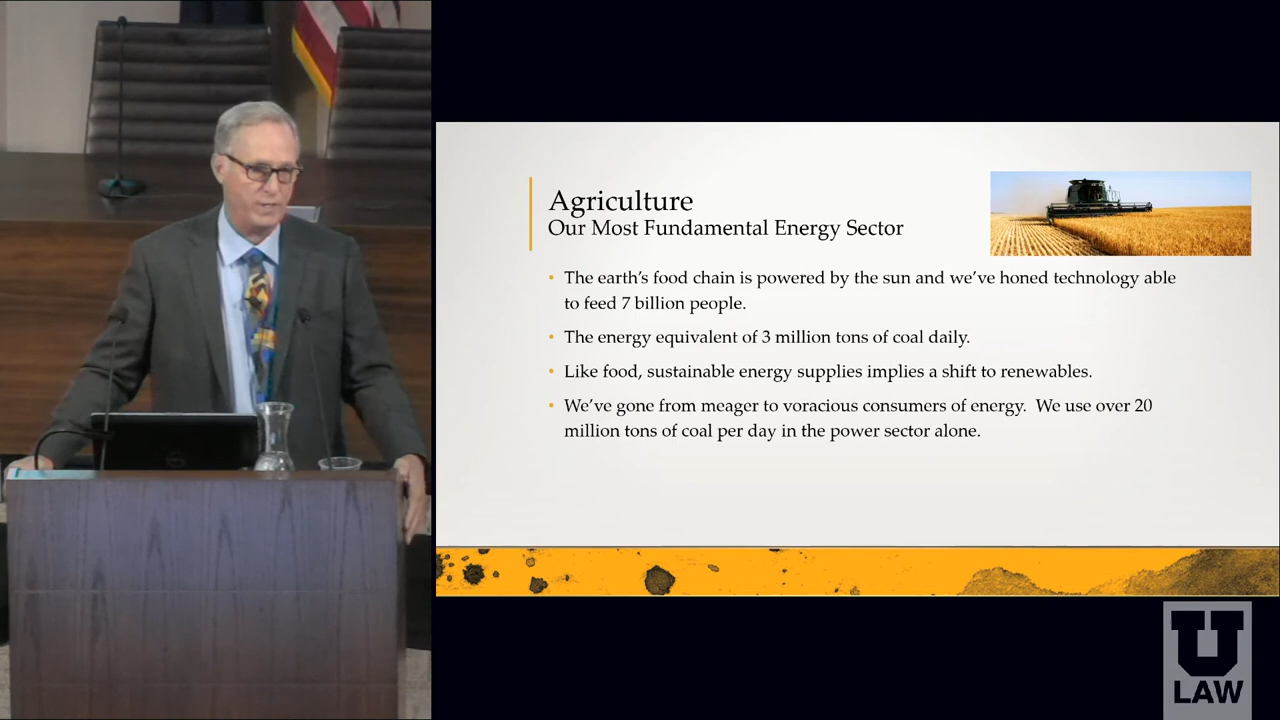 Agriculture
Our Most Fundamental Energy Sector
• The earth's food chain is powered by the sun and we've honed technology able
to feed 7 billion people.
• The energy equivalent of 3 million tons of coal daily.
• Like food, sustainable energy supplies implies a shift to renewables.
• We've gone from meager to voracious consumers of energy.  We use over 20
million tons of coal per day in the power sector alone.
U
LAW